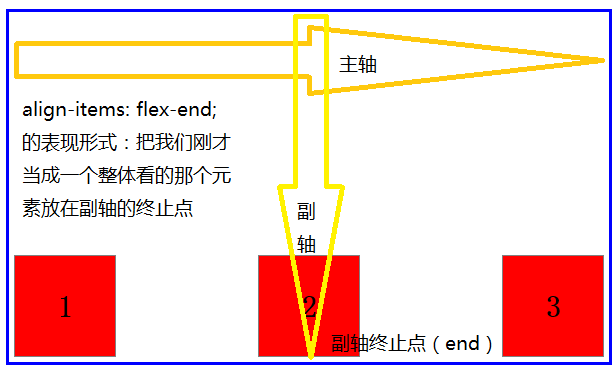 主轴
align-items: flex-end;
的表现形式：把我们刚才
当成一个整体看的那个元
素放在副轴的终止点
副
轴
1
2
3
副轴终止点（end）